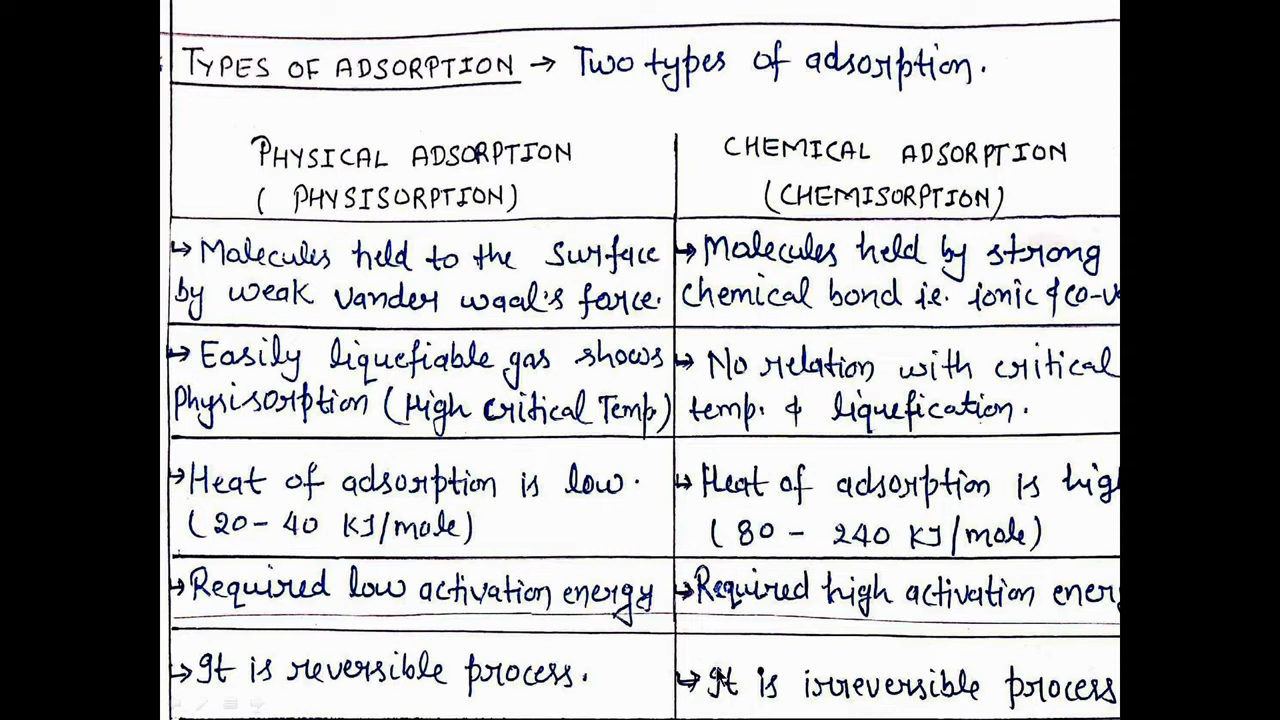 TYPES OF ADSORPTION → Two types of adsorption.
PHYSICAL ADSORPTION
(PHYSISORPTION)
CHEMICAL ADSORPTION
(CHEMISORPTION)
↳ Molecules held to the surface
by weak vander waal's force.
↳ Molecules held by strong
chemical bond i.e. ionic & co-v
↳ Easily liquefiable gas shows
Physisorption (High Critical Temp.)
↳ No relation with critical
temp. & liquefication.
↳ Heat of adsorption is low.
(20 - 40 KJ/mole)
↳ Heat of adsorption is hig
(80 - 240 KJ/mole)
↳ Required low activation energy
↳ Required high activation ener
↳ It is reversible process.
↳ It is irreversible process